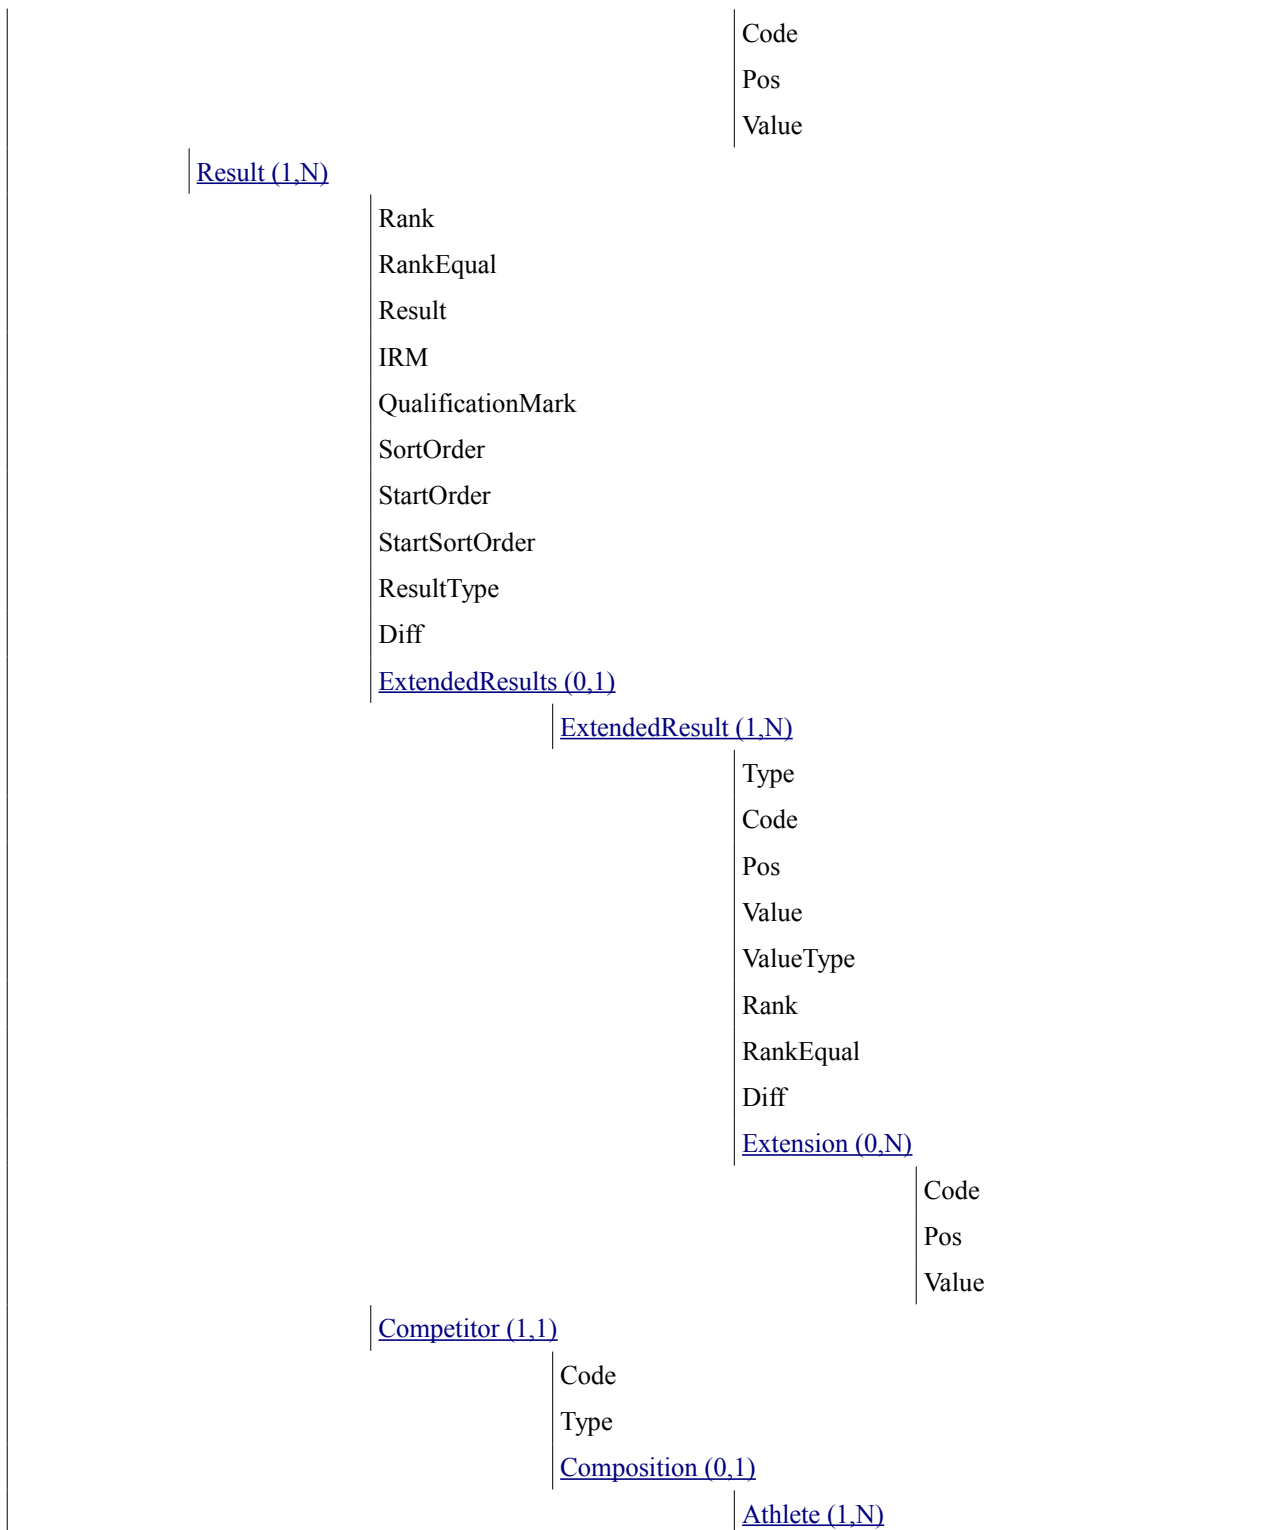 Code
Pos
Value
Result (1,N)
Rank
RankEqual
Result
IRM
QualificationMark
SortOrder
StartOrder
StartSortOrder
ResultType
Diff
ExtendedResults (0,1)
ExtendedResult (1,N)
Type
Code
Pos
Value
ValueType
Rank
RankEqual
Diff
Extension (0,N)
Code
Pos
Value
Competitor (1,1)
Code
Type
Composition (0,1)
Athlete (1,N)